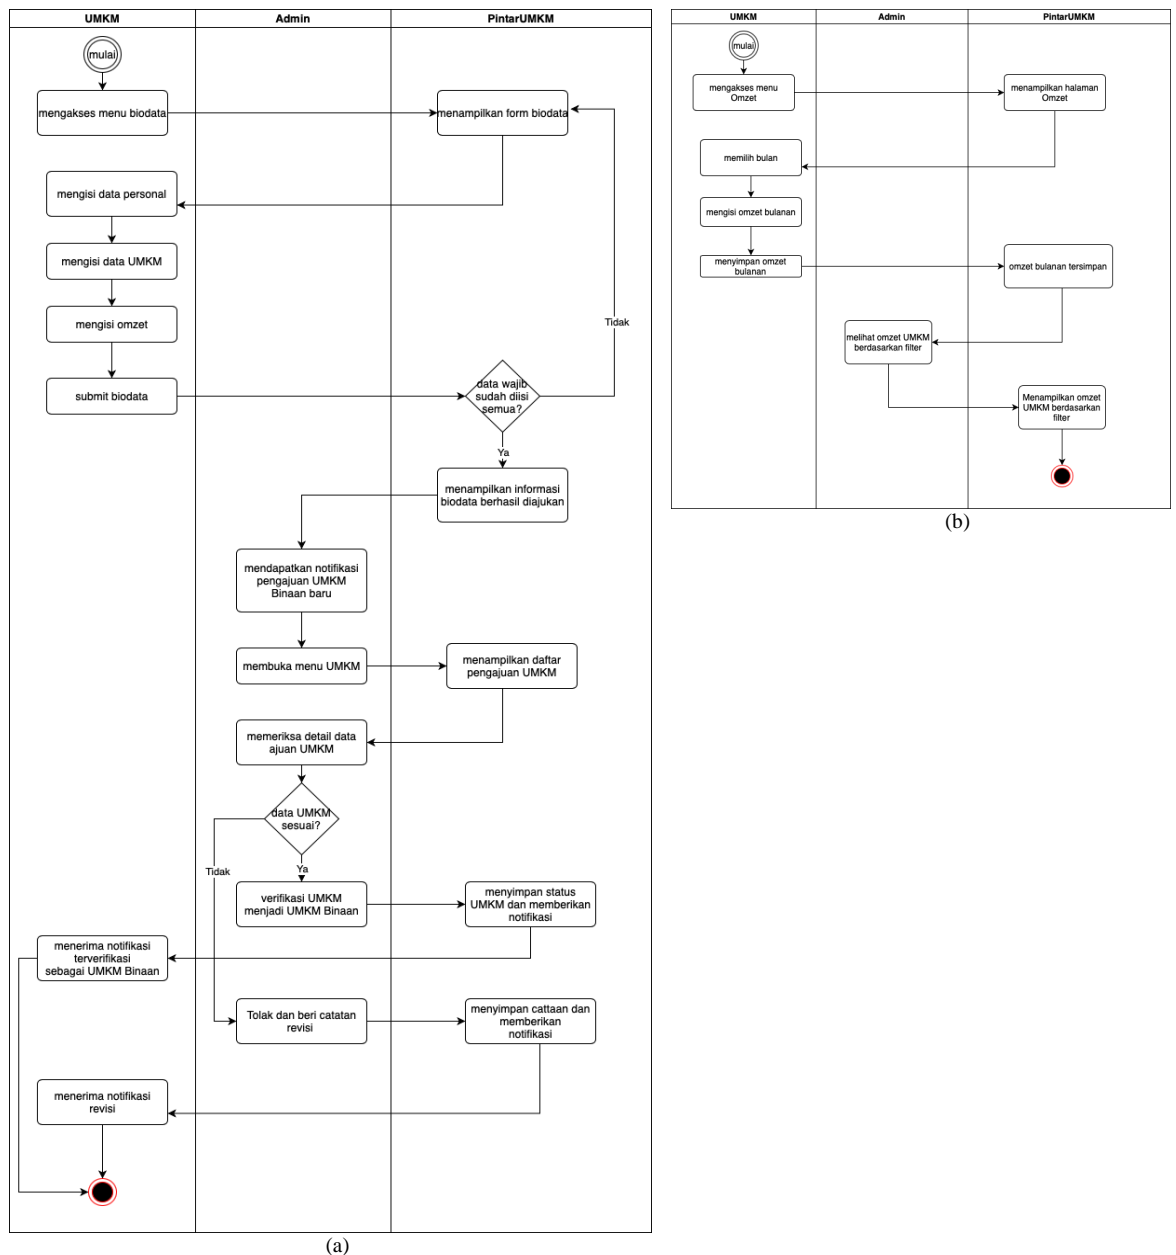 UMKM
Admin
PintarUMKM
mulai
mengakses menu biodata
menampilkan form biodata
mengisi data personal
mengisi data UMKM
mengisi omzet
Tidak
submit biodata
data wajib
sudah diisi
semua?
Ya
menampilkan informasi
biodata berhasil diajukan
mendapatkan notifikasi
pengajuan UMKM
Binaan baru
membuka menu UMKM
menampilkan daftar
pengajuan UMKM
memeriksa detail data
ajuan UMKM
data UMKM
sesuai?
Tidak
Ya
verifikasi UMKM
menjadi UMKM Binaan
menyimpan status
UMKM dan memberikan
notifikasi
menerima notifikasi
terverifikasi
sebagai UMKM Binaan
Tolak dan beri catatan
revisi
menyimpan cattaan dan
memberikan
notifikasi
menerima notifikasi
revisi
(a)
UMKM
Admin
PintarUMKM
mulai
mengakses menu
Omzet
menampilkan halaman
Omzet
memilih bulan
mengisi omzet bulanan
menyimpan omzet
bulanan
omzet bulanan tersimpan
melihat omzet UMKM
berdasarkan filter
Menampilkan omzet
UMKM berdasarkan
filter
(b)